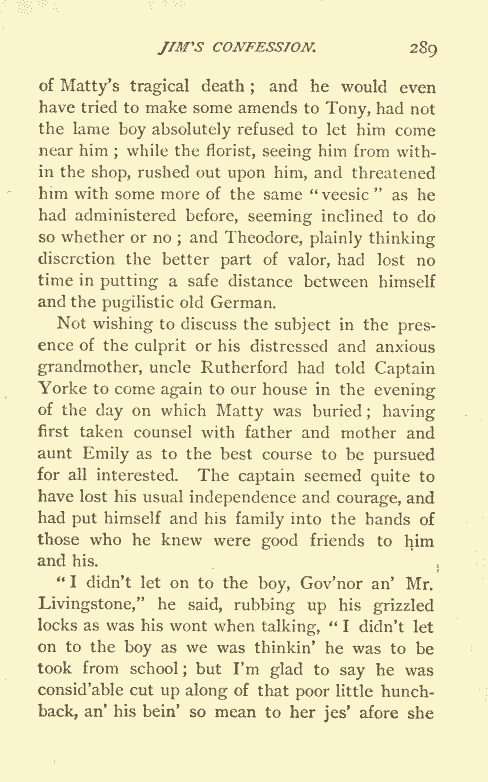 JIM'S CONFESSION. 289
of Matty's tragical death ; and he would even
have tried to make some amends to Tony, had not
the lame boy absolutely refused to let him come
near him ; while the florist, seeing him from with-
in the shop, rushed out upon him, and threatened
him with some more of the same "veesic" as he
had administered before, seeming inclined to do
so whether or no ; and Theodore, plainly thinking
discretion the better part of valor, had lost no
time in putting a safe distance between himself
and the pugilistic old German.
Not wishing to discuss the subject in the pres-
ence of the culprit or his distressed and anxious
grandmother, uncle Rutherford had told Captain
Yorke to come again to our house in the evening
of the day on which Matty was buried ; having
first taken counsel with father and mother and
aunt Emily as to the best course to be pursued
for all interested. The captain seemed quite to
have lost his usual independence and courage, and
had put himself and his family into the hands of
those who he knew were good friends to him
and his.
"I didn't let on to the boy, Gov'nor an' Mr.
Livingstone," he said, rubbing up his grizzled
locks as was his wont when talking, "I didn't let
on to the boy as we was thinkin' he was to be
took from school ; but I'm glad to say he was
consid'able cut up along of that poor little hunch-
back, an' his bein' so mean to her jes' afore she